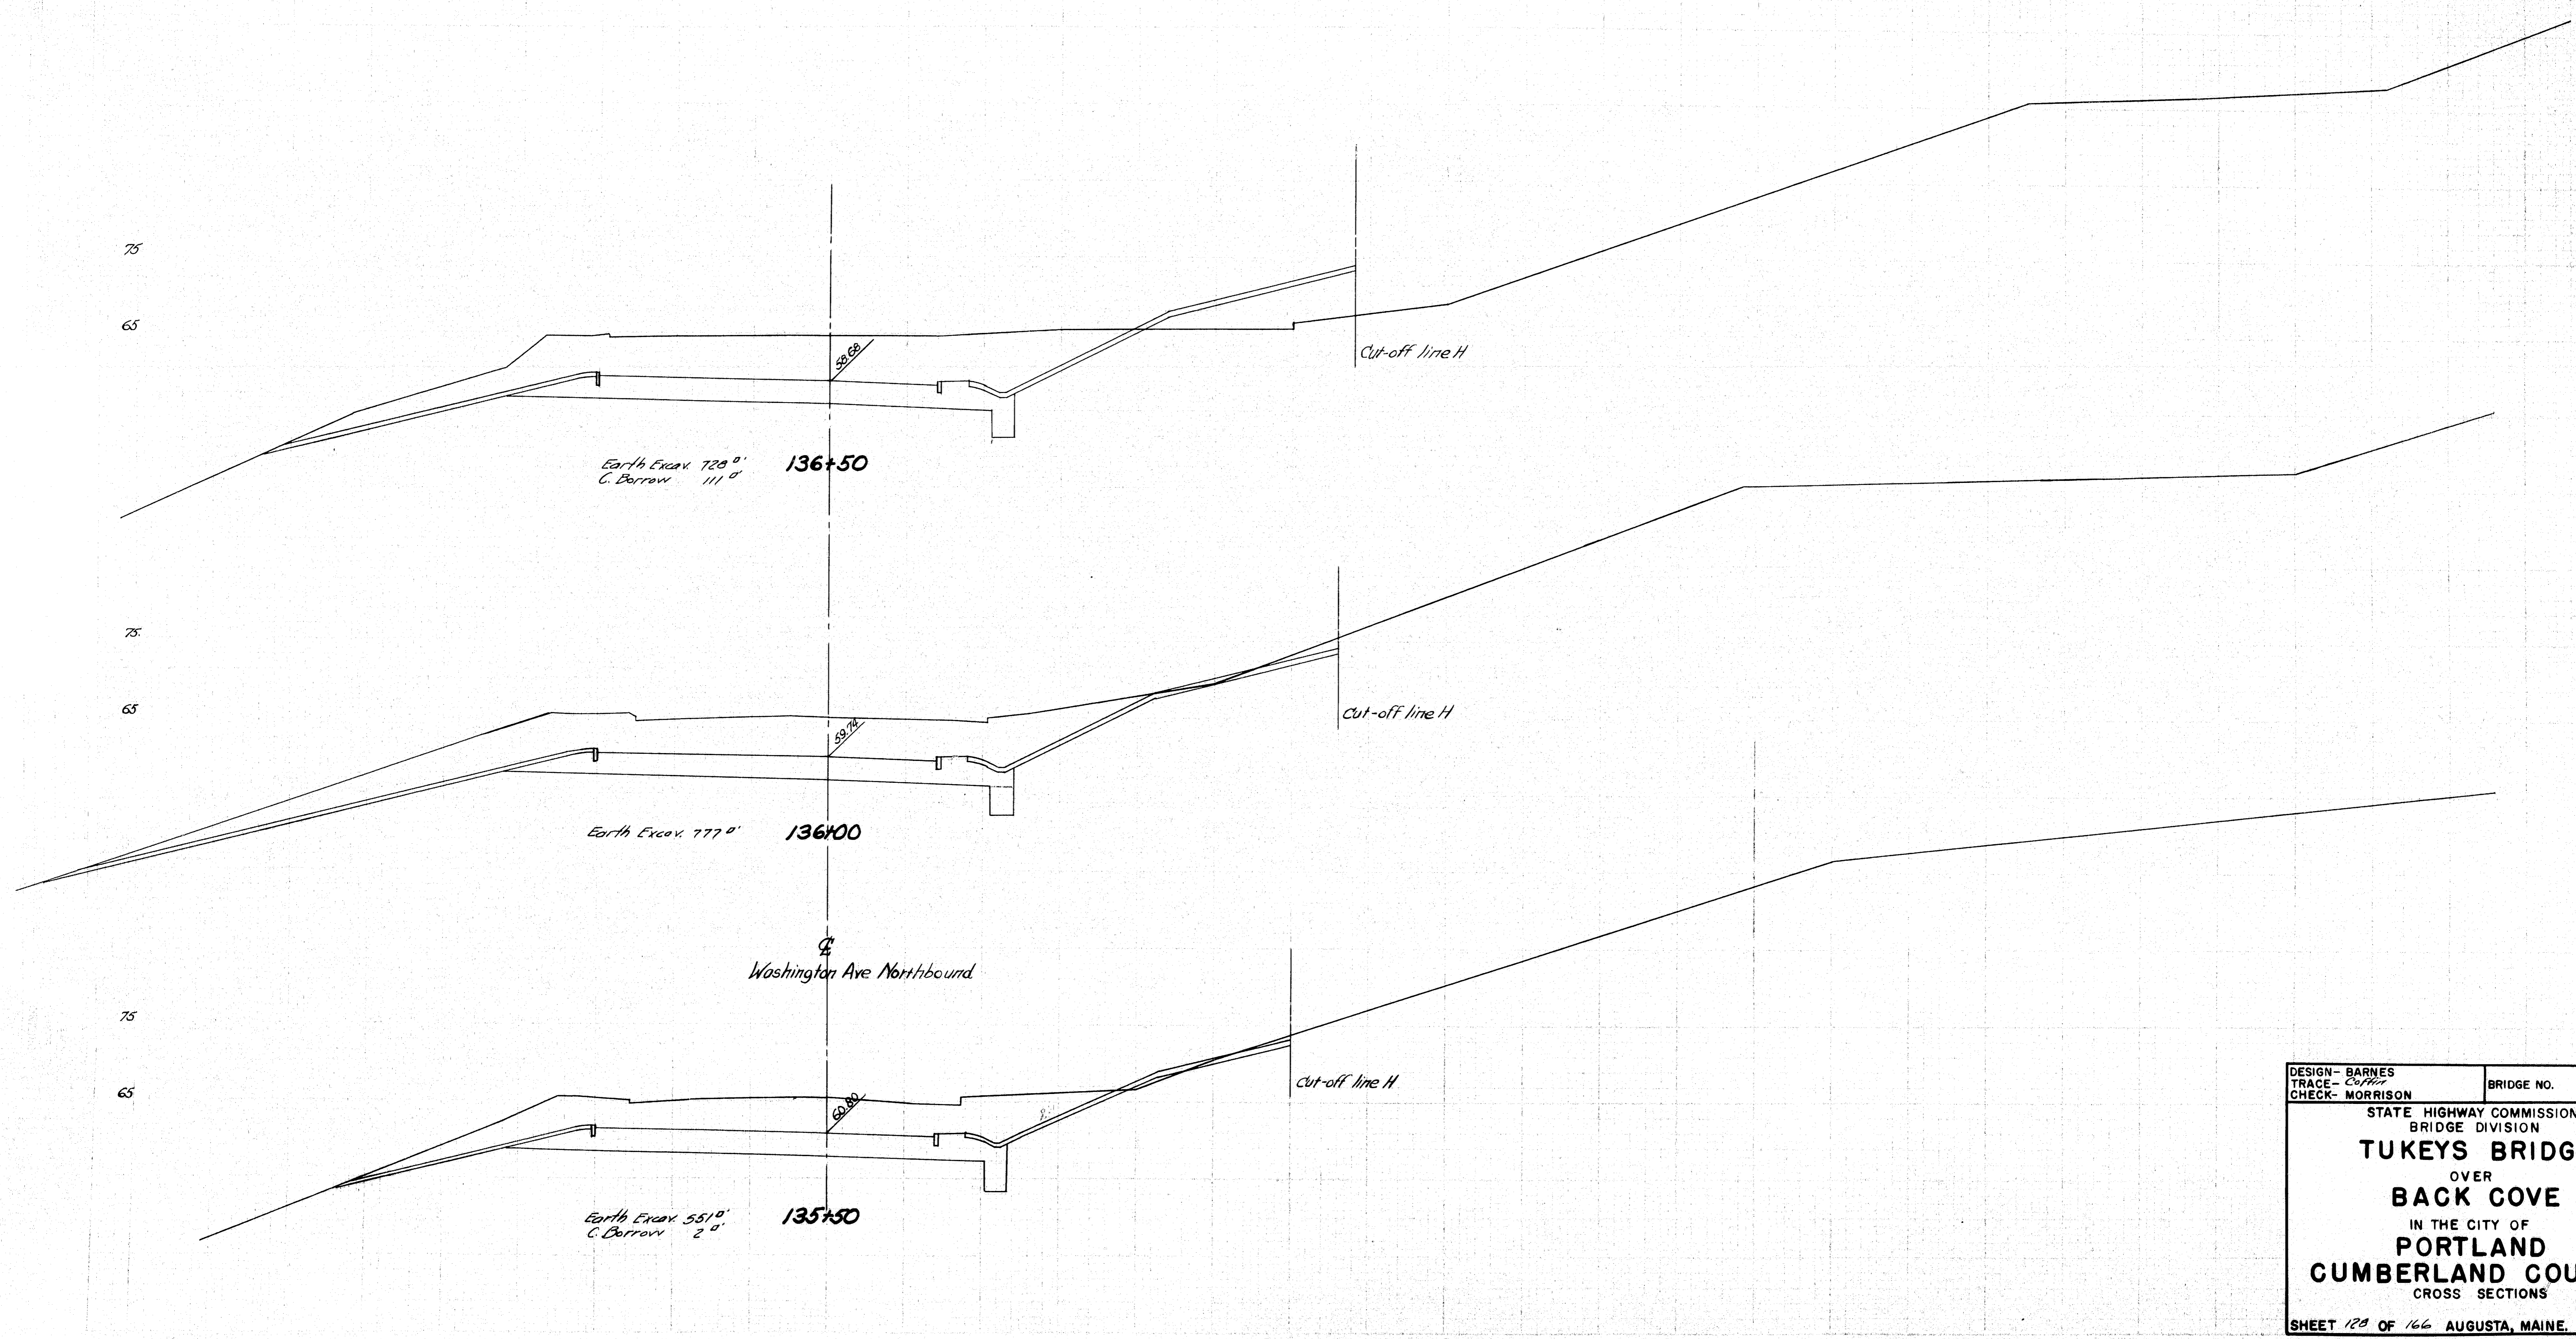 75
65
58.68
Cut-off line H
Earth Excav. 728 □'
C. Borrow 111 □'
136+50
75.
65
59.74
Cut-off line H
Earth Excav. 777 □'
136+00
℄
Washington Ave Northbound
75
65
60.80
Cut-off line H
Earth Excav. 551 □'
C. Borrow 2 □'
135+50
DESIGN- BARNES
TRACE- Coffin
CHECK- MORRISON
BRIDGE NO.
STATE HIGHWAY COMMISSION
BRIDGE DIVISION
TUKEYS BRIDG
OVER
BACK COVE
IN THE CITY OF
PORTLAND
CUMBERLAND COU
CROSS SECTIONS
SHEET 128 OF 166 AUGUSTA, MAINE.